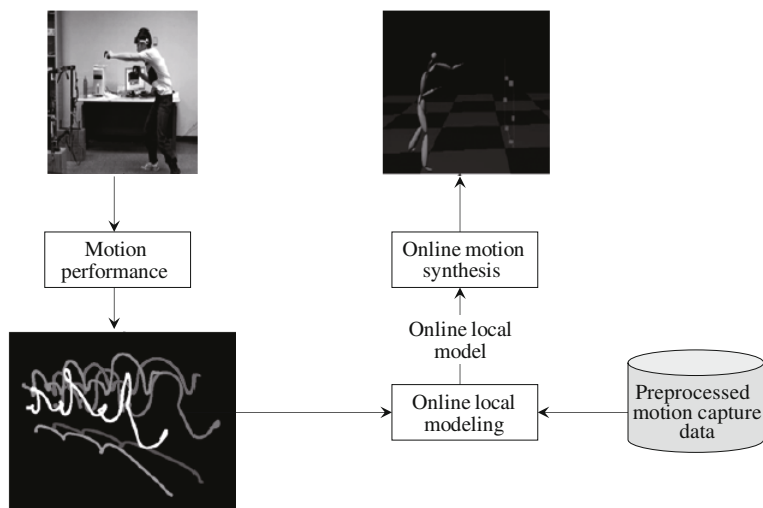 Motion
performance
Online motion
synthesis
Online local
model
Online local
modeling
Preprocessed
motion capture
data